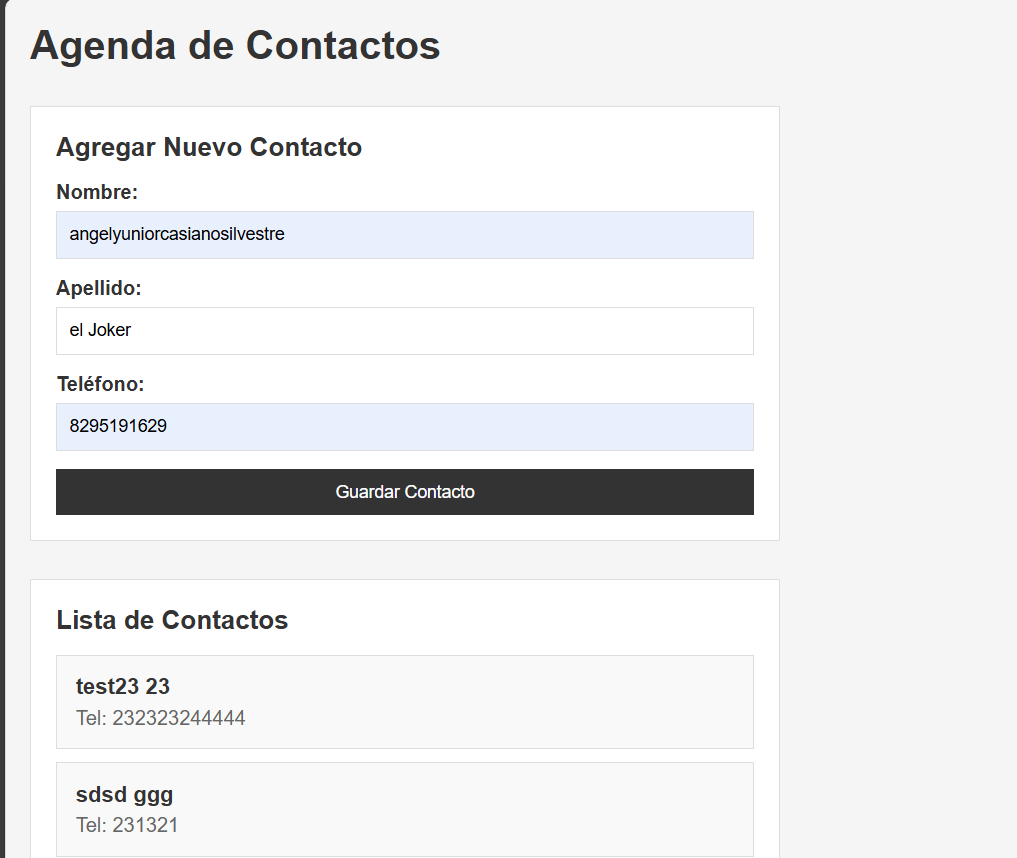 Agenda de Contactos
Agregar Nuevo Contacto
Nombre:
angelyuniorcasianosilvestre
Apellido:
el Joker
Teléfono:
8295191629
Guardar Contacto
Lista de Contactos
test23 23
Tel: 232323244444
sdsd ggg
Tel: 231321